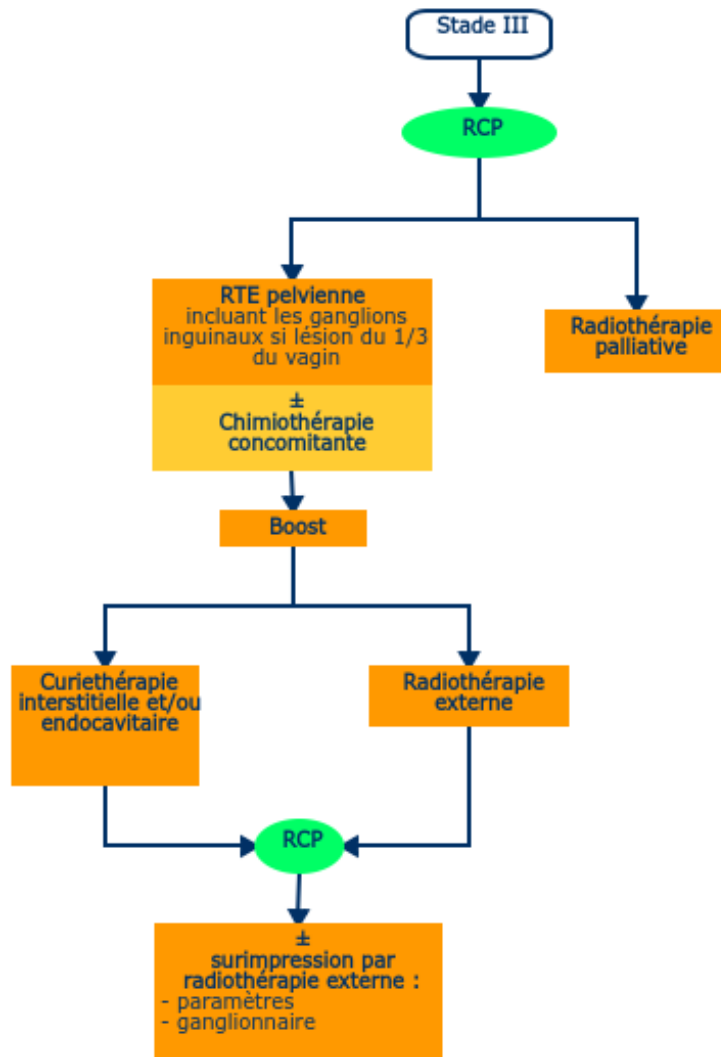 Stade III
RCP
RTE pelvienne
incluant les ganglions
inguinaux si lésion du 1/3
du vagin
Radiothérapie
palliative
±
Chimiothérapie
concomitante
Boost
Curiethérapie
interstitielle et/ou
endocavitaire
Radiothérapie
externe
RCP
±
surimpression par
radiothérapie externe :
- paramètres
- ganglionnaire